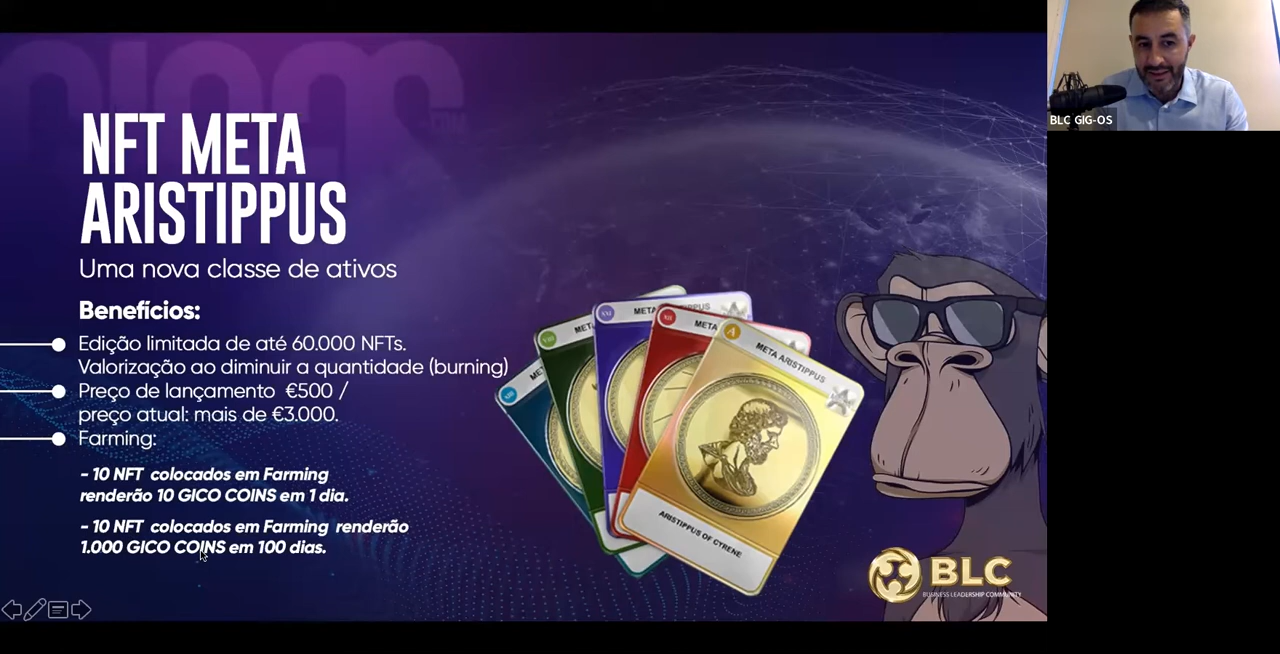 NFT META
ARISTIPPUS
Uma nova classe de ativos
Benefícios:
Edição limitada de até 60.000 NFTs.
Valorização ao diminuir a quantidade (burning)
Preço de lançamento €500 /
preço atual: mais de €3.000.
Farming:
- 10 NFT colocados em Farming
renderão 10 GICO COINS em 1 dia.
- 10 NFT colocados em Farming renderão
1.000 GICO COINS em 100 dias.
META ARISTIPPUS
A
ARISTIPPUS OF CYRENE
BLC
BUSINESS LEADERSHIP COMMUNITY
BLC GIG-OS